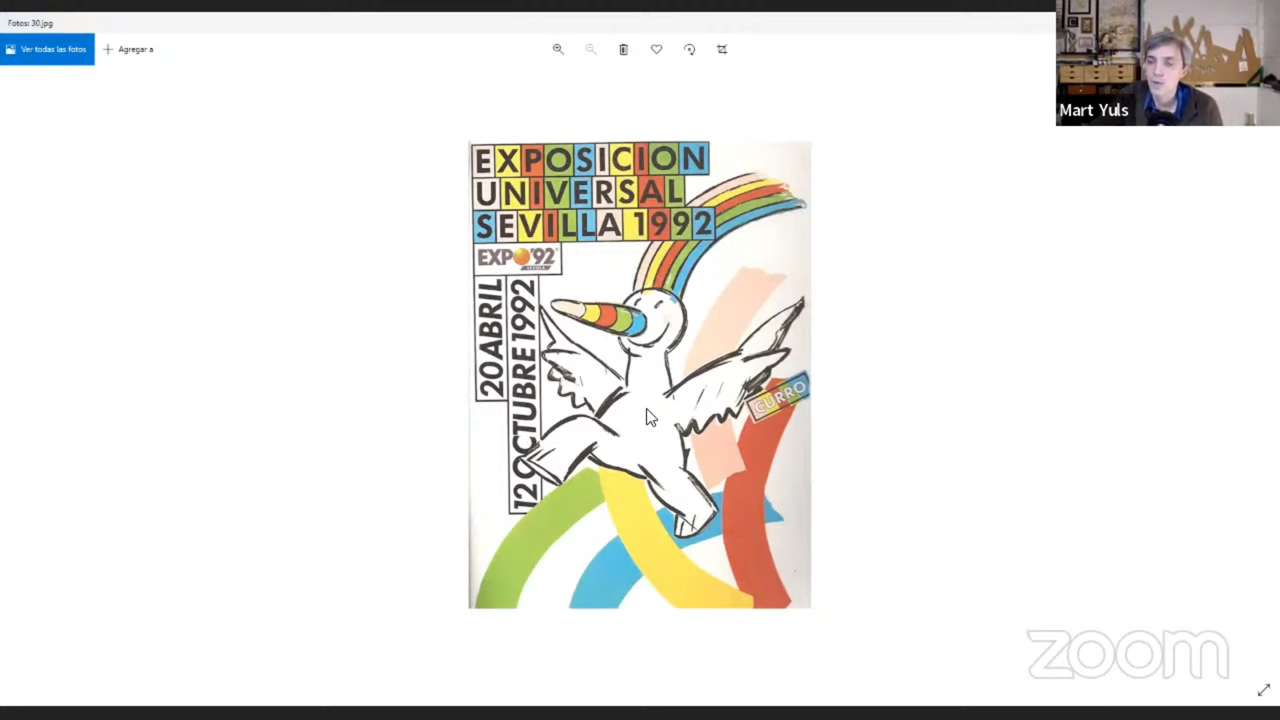 Fotos: 30.jpg
Ver todas las fotos
Agregar a
Mart Yuls
EXPOSICION
UNIVERSAL
SEVILLA 1992
EXPO'92
SEVILLA
20 ABRIL
12 OCTUBRE 1992
CURRO
zoom